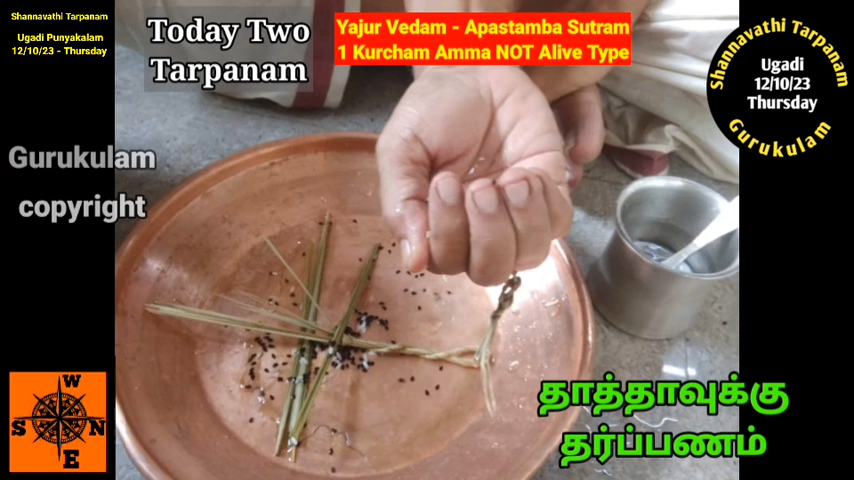 Shannavathi Tarpanam
Ugadi Punyakalam
12/10/23 - Thursday
Today Two
Tarpanam
Yajur Vedam - Apastamba Sutram
1 Kurcham Amma NOT Alive Type
Shannavathi Tarpanam
Ugadi
12/10/23
Thursday
Gurukulam
Gurukulam
copyright
W
S N
E
தாத்தாவுக்கு
தர்ப்பணம்